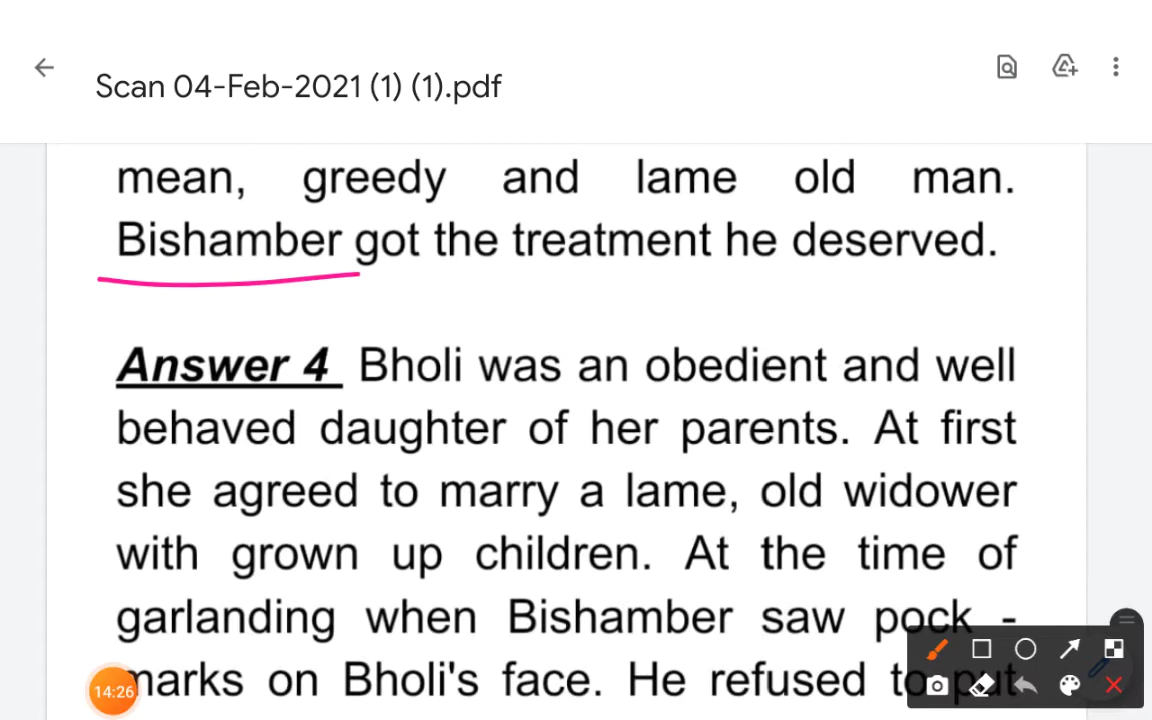 Scan 04-Feb-2021 (1) (1).pdf
mean, greedy and lame old man.
Bishamber got the treatment he deserved.
Answer 4 Bholi was an obedient and well
behaved daughter of her parents. At first
she agreed to marry a lame, old widower
with grown up children. At the time of
garlanding when Bishamber saw pock -
marks on Bholi's face. He refused to put
14:26